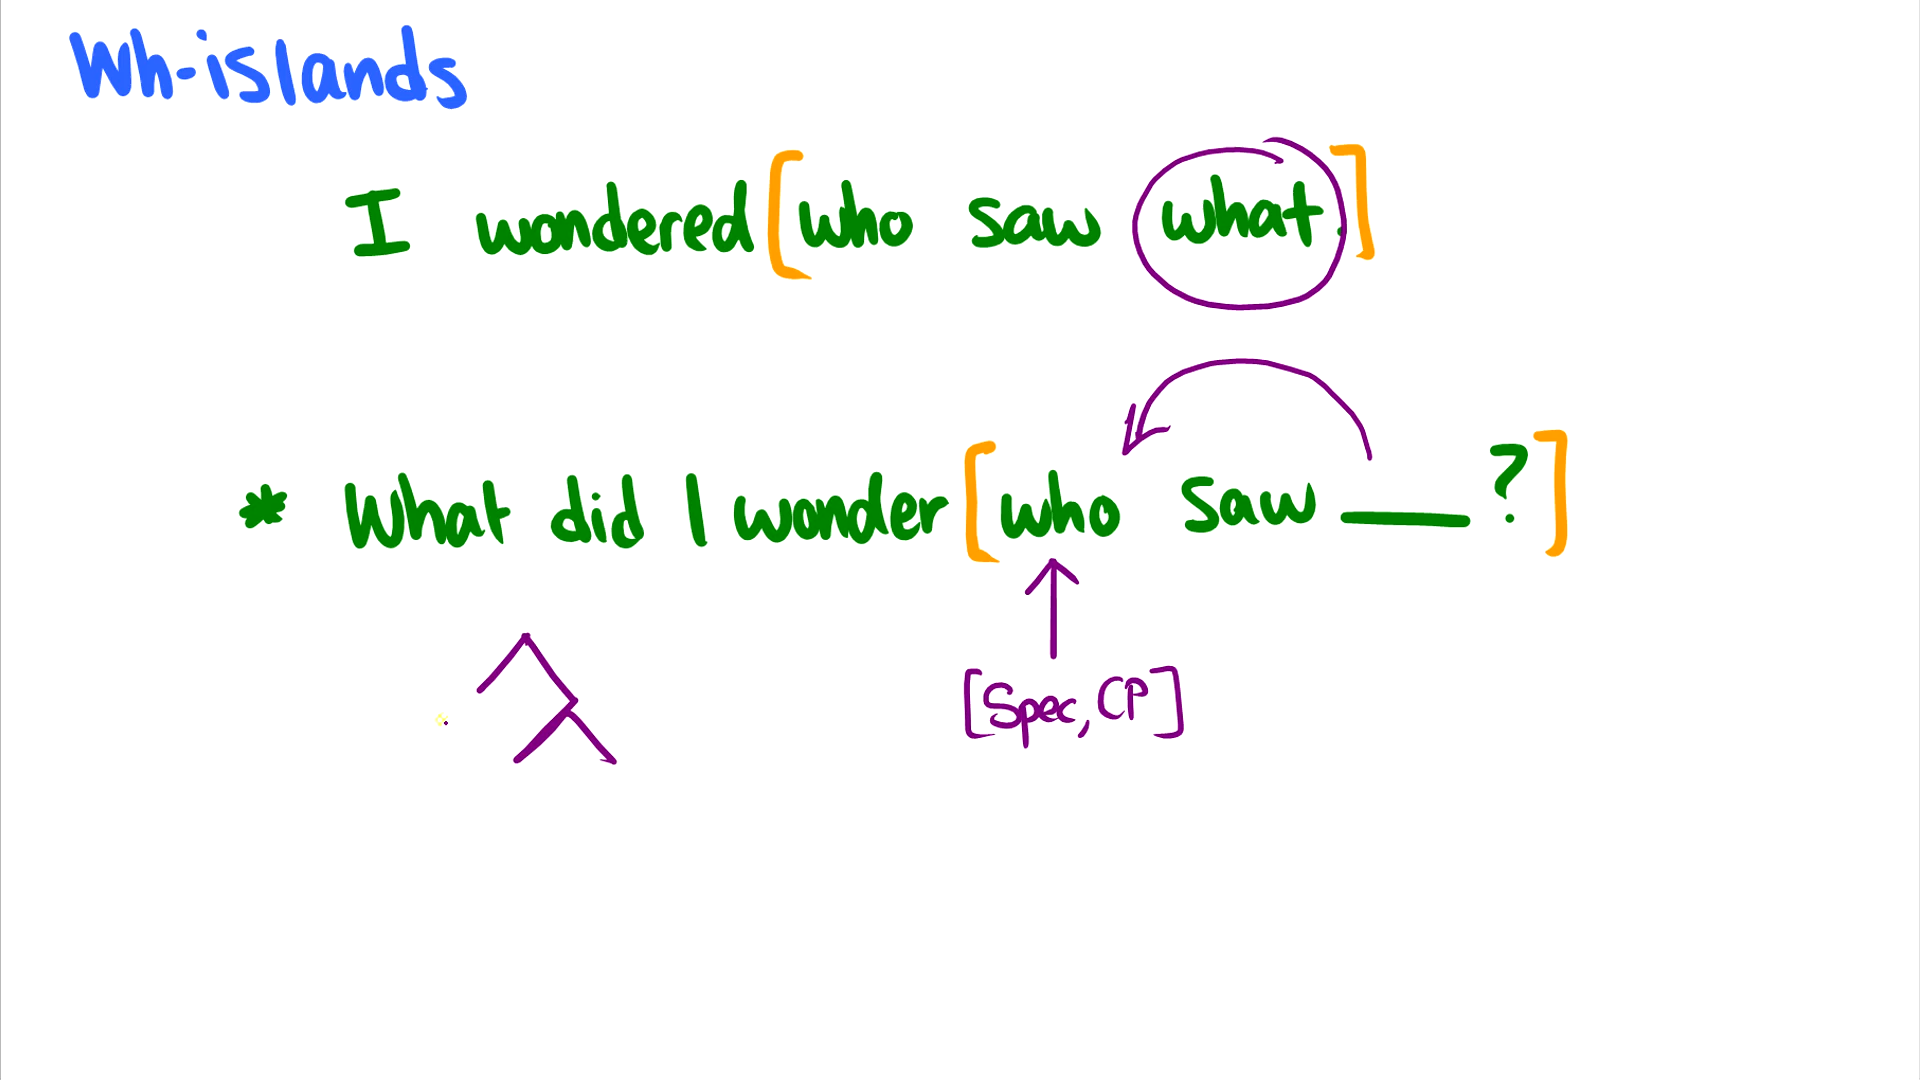 Wh-islands
I wondered [who saw what.]
* What did I wonder [who saw ___?]
[Spec, CP]